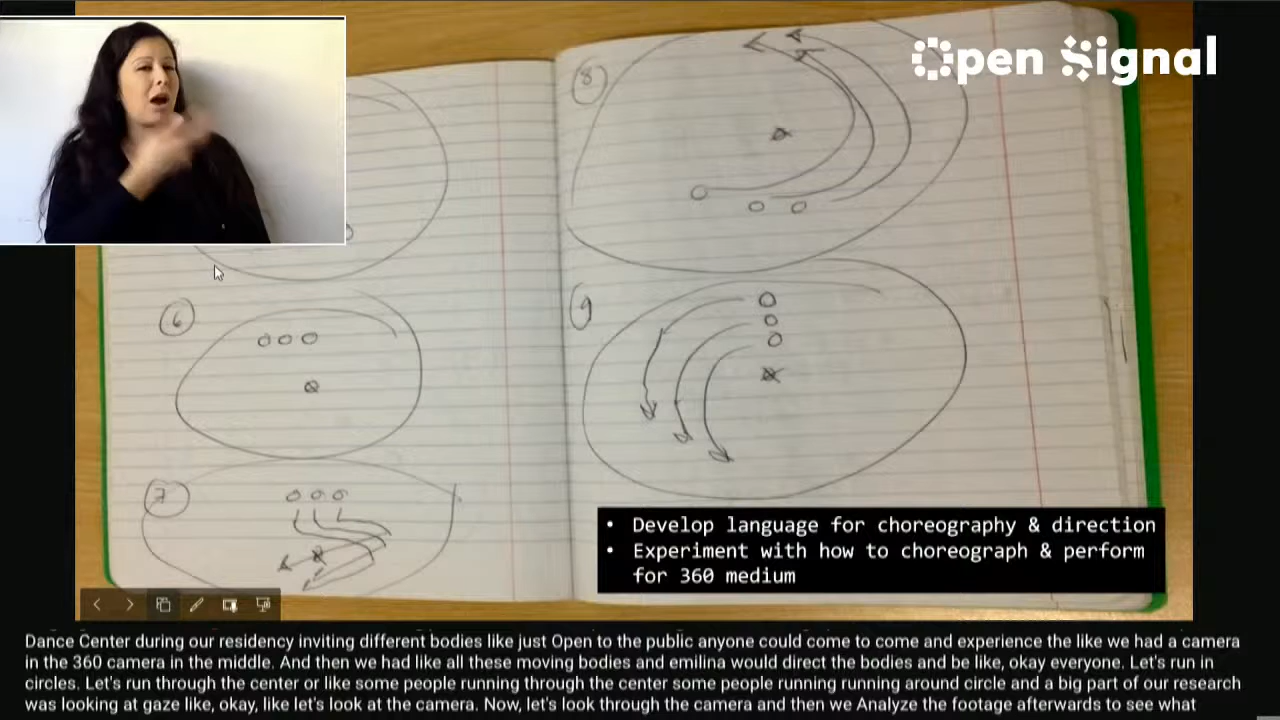 Open Signal
8
6
9
7
• Develop language for choreography & direction
• Experiment with how to choreograph & perform
for 360 medium
Dance Center during our residency inviting different bodies like just Open to the public anyone could come to come and experience the like we had a camera
in the 360 camera in the middle. And then we had like all these moving bodies and emilina would direct the bodies and be like, okay everyone. Let's run in
circles. Let's run through the center or like some people running through the center some people running running around circle and a big part of our research
was looking at gaze like, okay, like let's look at the camera. Now, let's look through the camera and then we Analyze the footage afterwards to see what